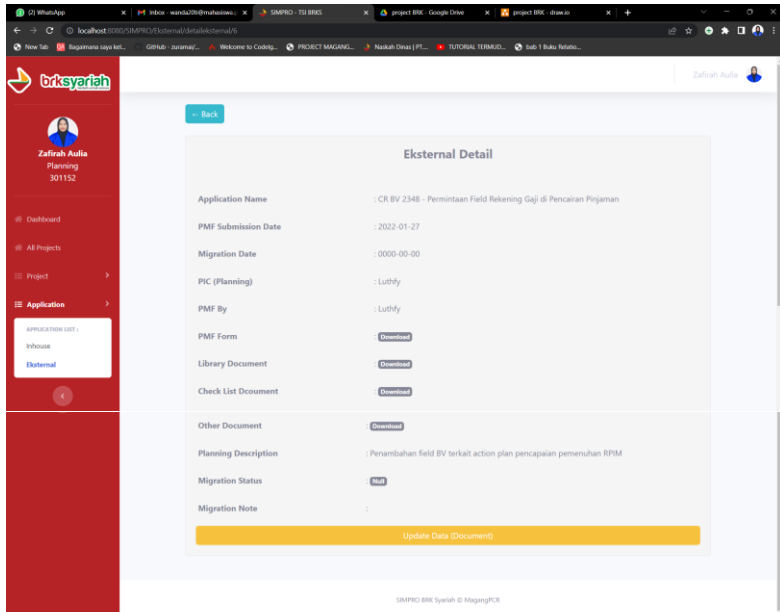 (2) WhatsApp
Inbox - wanda20ti@mahasiswa.p
SIMPRO - TSI BRKS
project BRK - Google Drive
project BRK - draw.io
localhost:8080/SIMPRO/Eksternal/detaileksternal/6
New Tab
Bagaimana saya kel...
GitHub - zuramai/...
Welcome to CodeIg...
PROJECT MAGANG...
Naskah Dinas | PT....
TUTORIAL TERMUD...
bab 1 Buku Relatio...
brksyariah
Zafirah Aulia
← Back
Zafirah Aulia
Planning
301152
Dashboard
All Projects
Project
Application
APPLICATION LIST :
Inhouse
Eksternal
Eksternal Detail
Application Name : CR BV 2348 - Permintaan Field Rekening Gaji di Pencairan Pinjaman
PMF Submission Date : 2022-01-27
Migration Date : 0000-00-00
PIC (Planning) : Luthfy
PMF By : Luthfy
PMF Form : Download
Library Document : Download
Check List Dcoument : Download
Other Document : Download
Planning Description : Penambahan field BV terkait action plan pencapaian pemenuhan RPIM
Migration Status : Null
Migration Note :
Update Data (Document)
SIMPRO BRK Syariah © MagangPCR